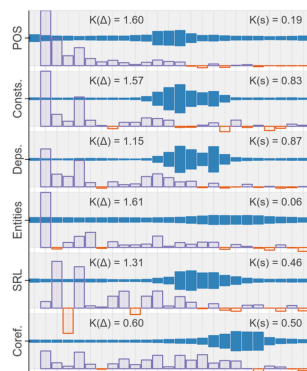 POS
K(Δ) = 1.60 K(s) = 0.19
Consts.
K(Δ) = 1.57 K(s) = 0.83
Deps.
K(Δ) = 1.15 K(s) = 0.87
Entities
K(Δ) = 1.61 K(s) = 0.06
SRL
K(Δ) = 1.31 K(s) = 0.46
Coref.
K(Δ) = 0.60 K(s) = 0.50